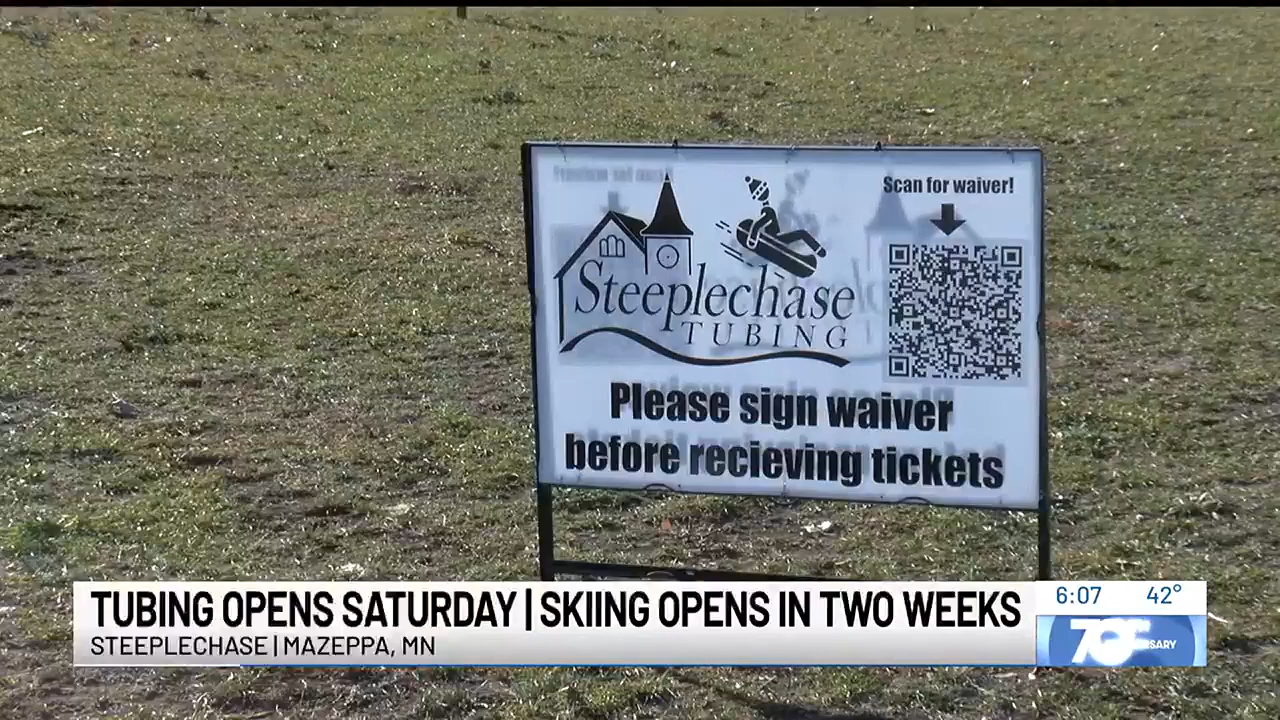 Scan for waiver!
Steeplechase
TUBING
Please sign waiver
before recieving tickets
TUBING OPENS SATURDAY | SKIING OPENS IN TWO WEEKS
STEEPLECHASE | MAZEPPA, MN
6:07 42°
70